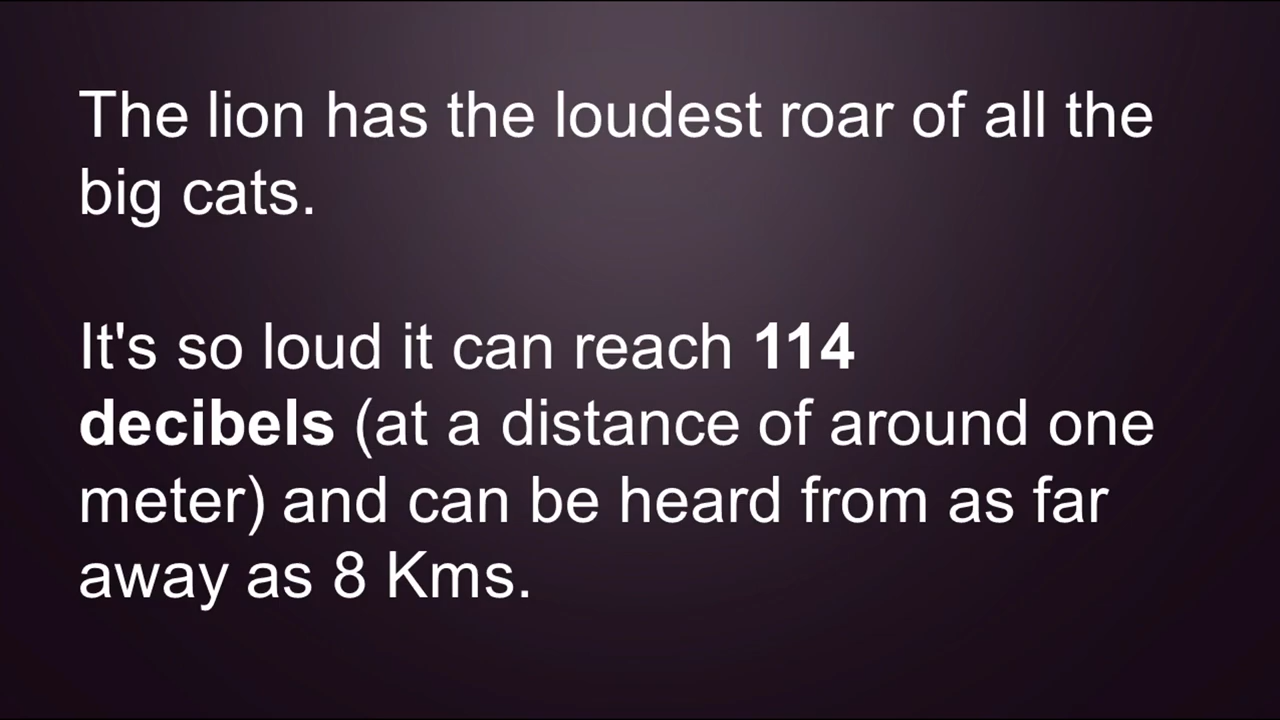 The lion has the loudest roar of all the
big cats.
It's so loud it can reach 114
decibels (at a distance of around one
meter) and can be heard from as far
away as 8 Kms.